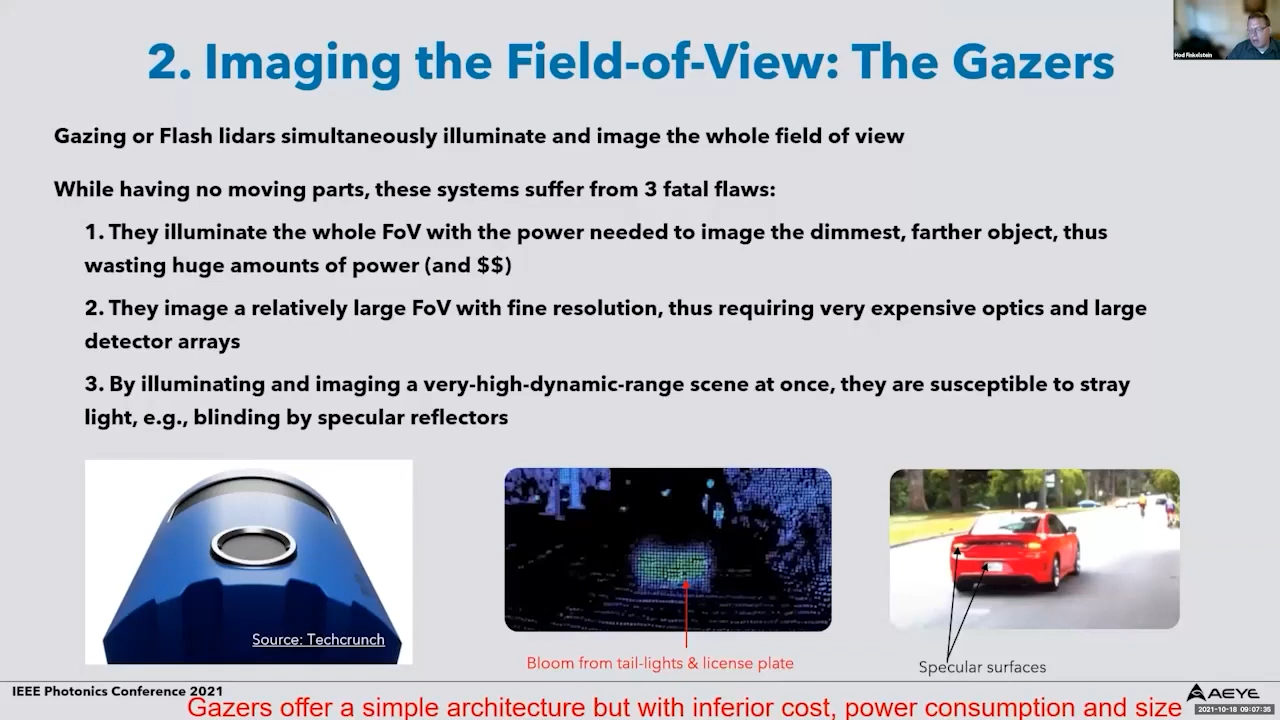 Hod Finkelstein
2. Imaging the Field-of-View: The Gazers
Gazing or Flash lidars simultaneously illuminate and image the whole field of view
While having no moving parts, these systems suffer from 3 fatal flaws:
1. They illuminate the whole FoV with the power needed to image the dimmest, farther object, thus
wasting huge amounts of power (and $$)
2. They image a relatively large FoV with fine resolution, thus requiring very expensive optics and large
detector arrays
3. By illuminating and imaging a very-high-dynamic-range scene at once, they are susceptible to stray
light, e.g., blinding by specular reflectors
Source: Techcrunch
Bloom from tail-lights & license plate
Specular surfaces
IEEE Photonics Conference 2021
Gazers offer a simple architecture but with inferior cost, power consumption and size
AEYE
2021-10-18 09:07:35